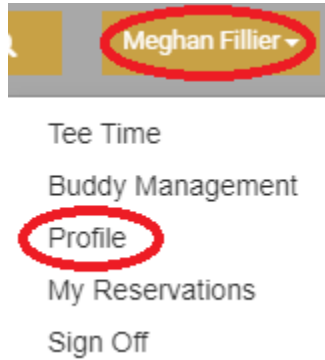 Meghan Fillier
Tee Time
Buddy Management
Profile
My Reservations
Sign Off